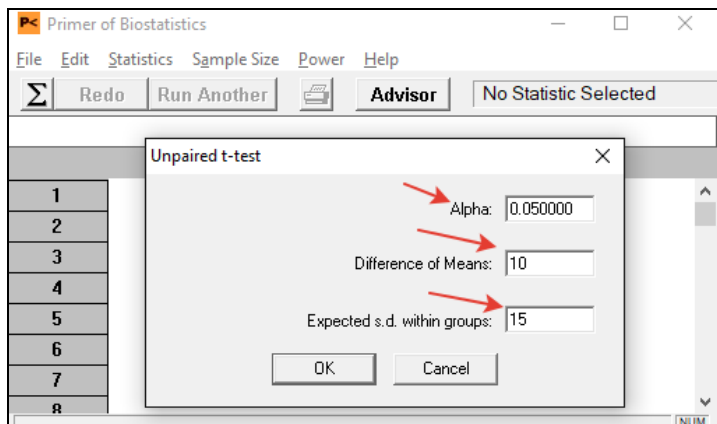 P< Primer of Biostatistics
File Edit Statistics Sample Size Power Help
Σ Redo Run Another Advisor No Statistic Selected
Unpaired t-test
1
Alpha: 0.050000
2
3
Difference of Means: 10
4
5
Expected s.d. within groups: 15
6
7
OK Cancel
8
NUM